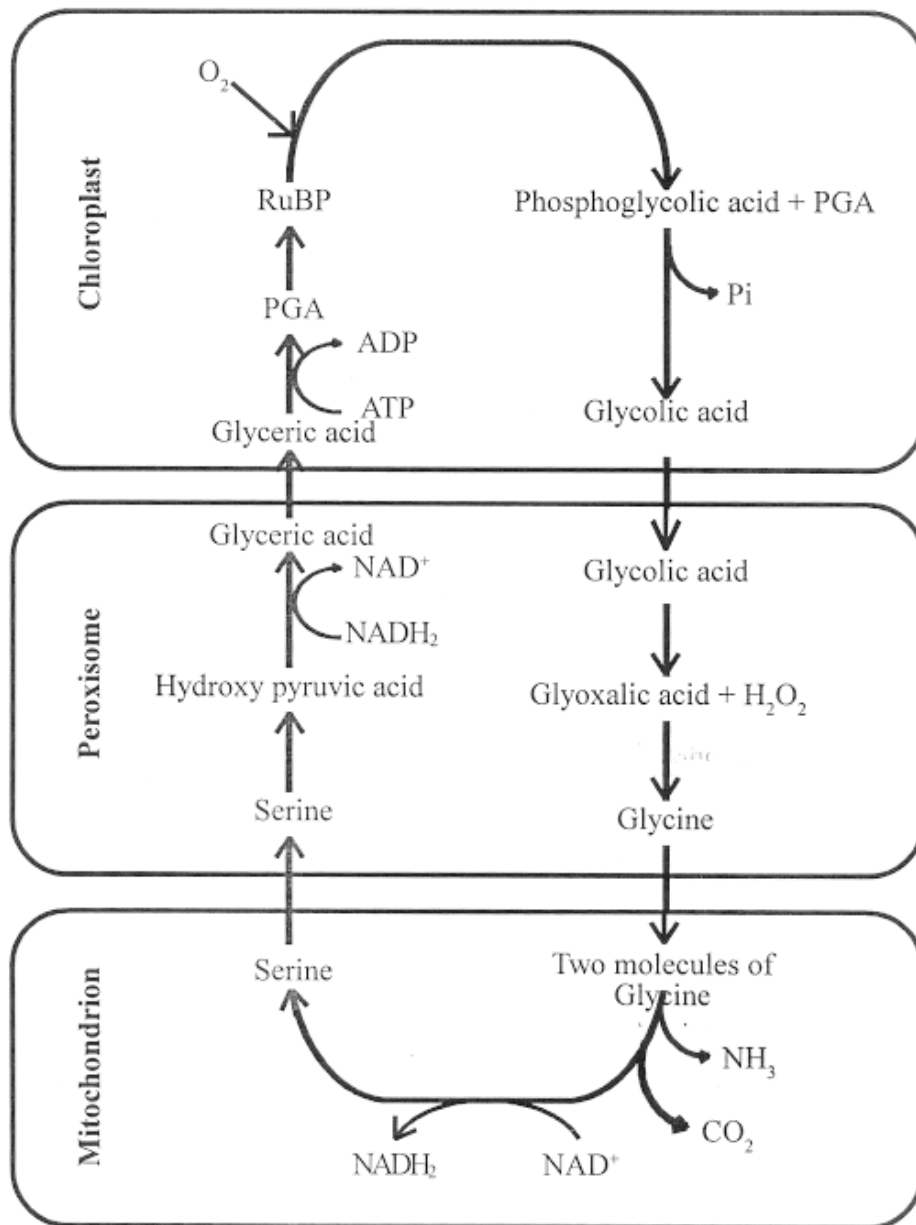 Chloroplast
O₂
RuBP
Phosphoglycolic acid + PGA
Pi
PGA
ADP
ATP
Glyceric acid
Glycolic acid
Peroxisome
Glyceric acid
NAD⁺
NADH₂
Glycolic acid
Hydroxy pyruvic acid
Glyoxalic acid + H₂O₂
Serine
Glycine
Mitochondrion
Serine
Two molecules of
Glycine
NH₃
CO₂
NADH₂
NAD⁺